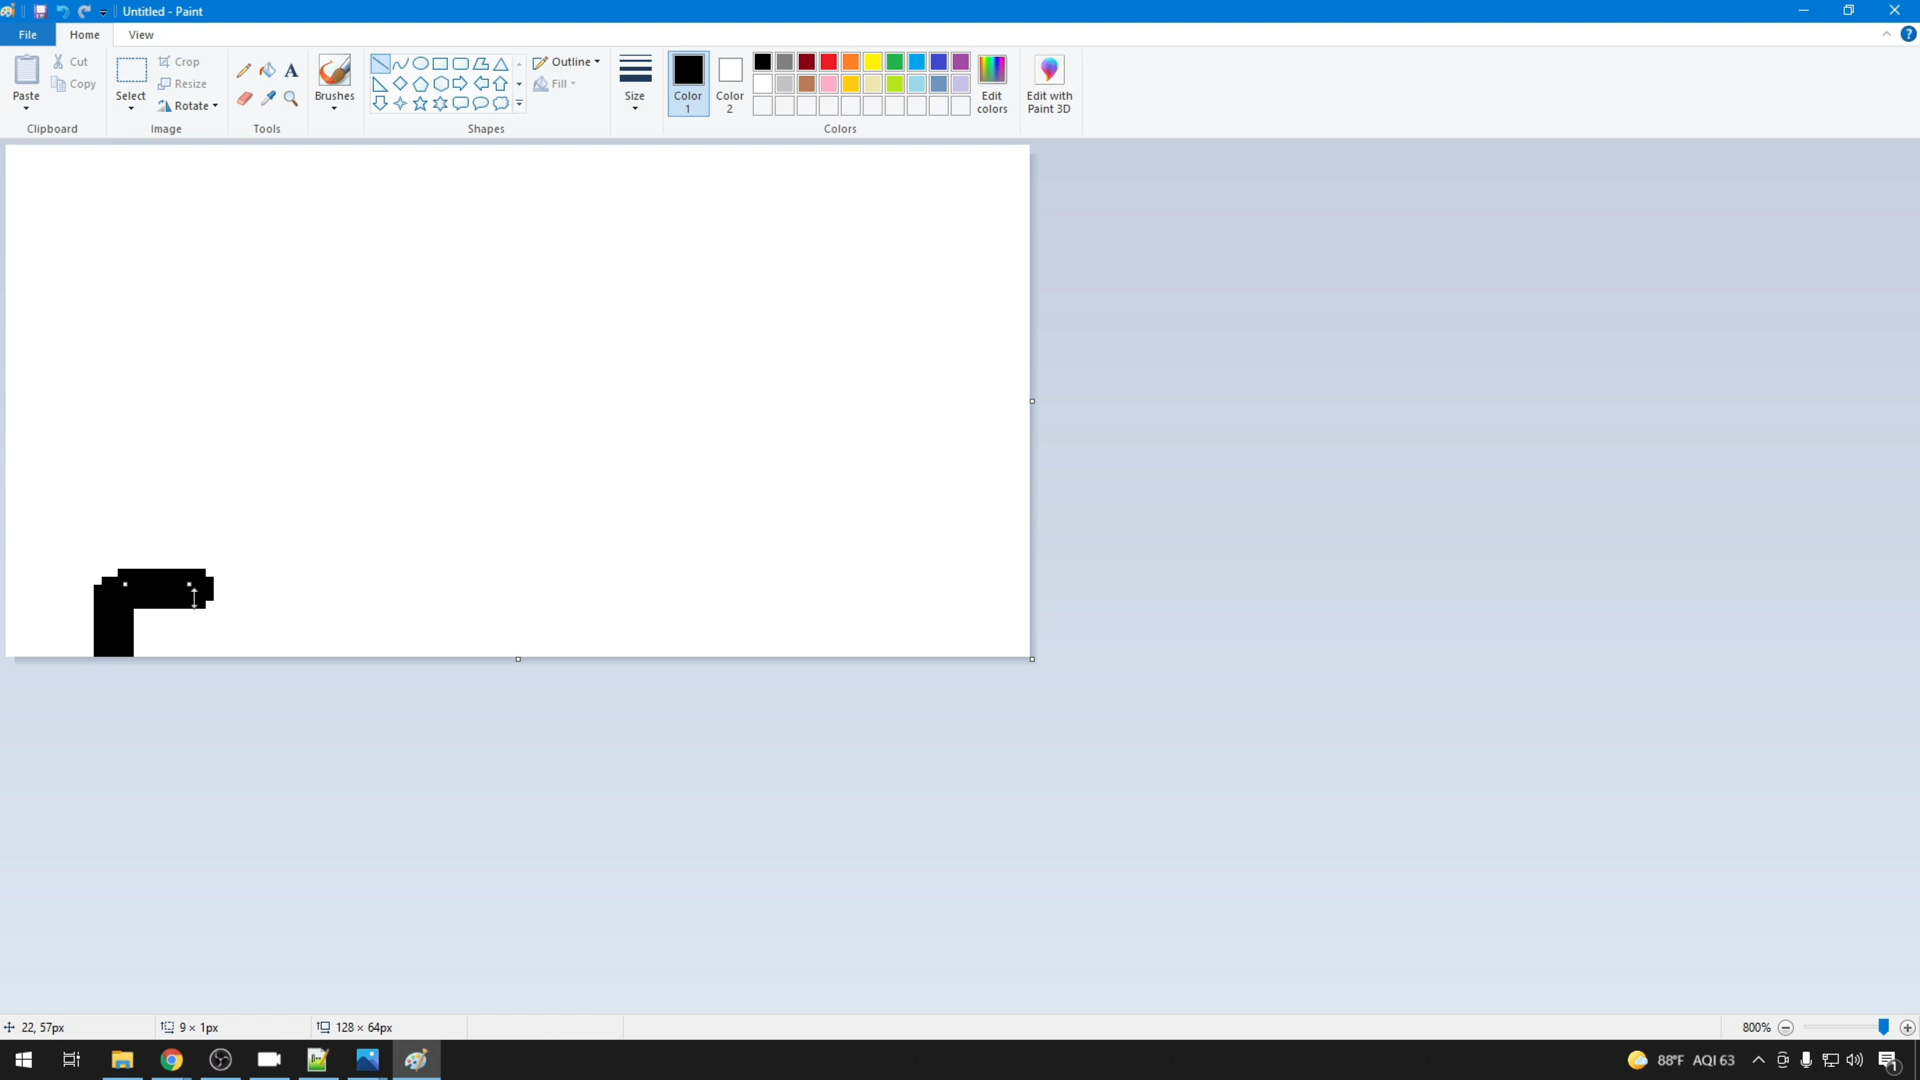 Untitled - Paint
File
Home
View
Paste
Cut
Copy
Clipboard
Select
Crop
Resize
Rotate
Image
A
Tools
Brushes
Shapes
Outline
Fill
Size
Color
1
Color
2
Colors
Edit
colors
Edit with
Paint 3D
?
22, 57px
9 × 1px
128 × 64px
800%
88°F AQI 63
1